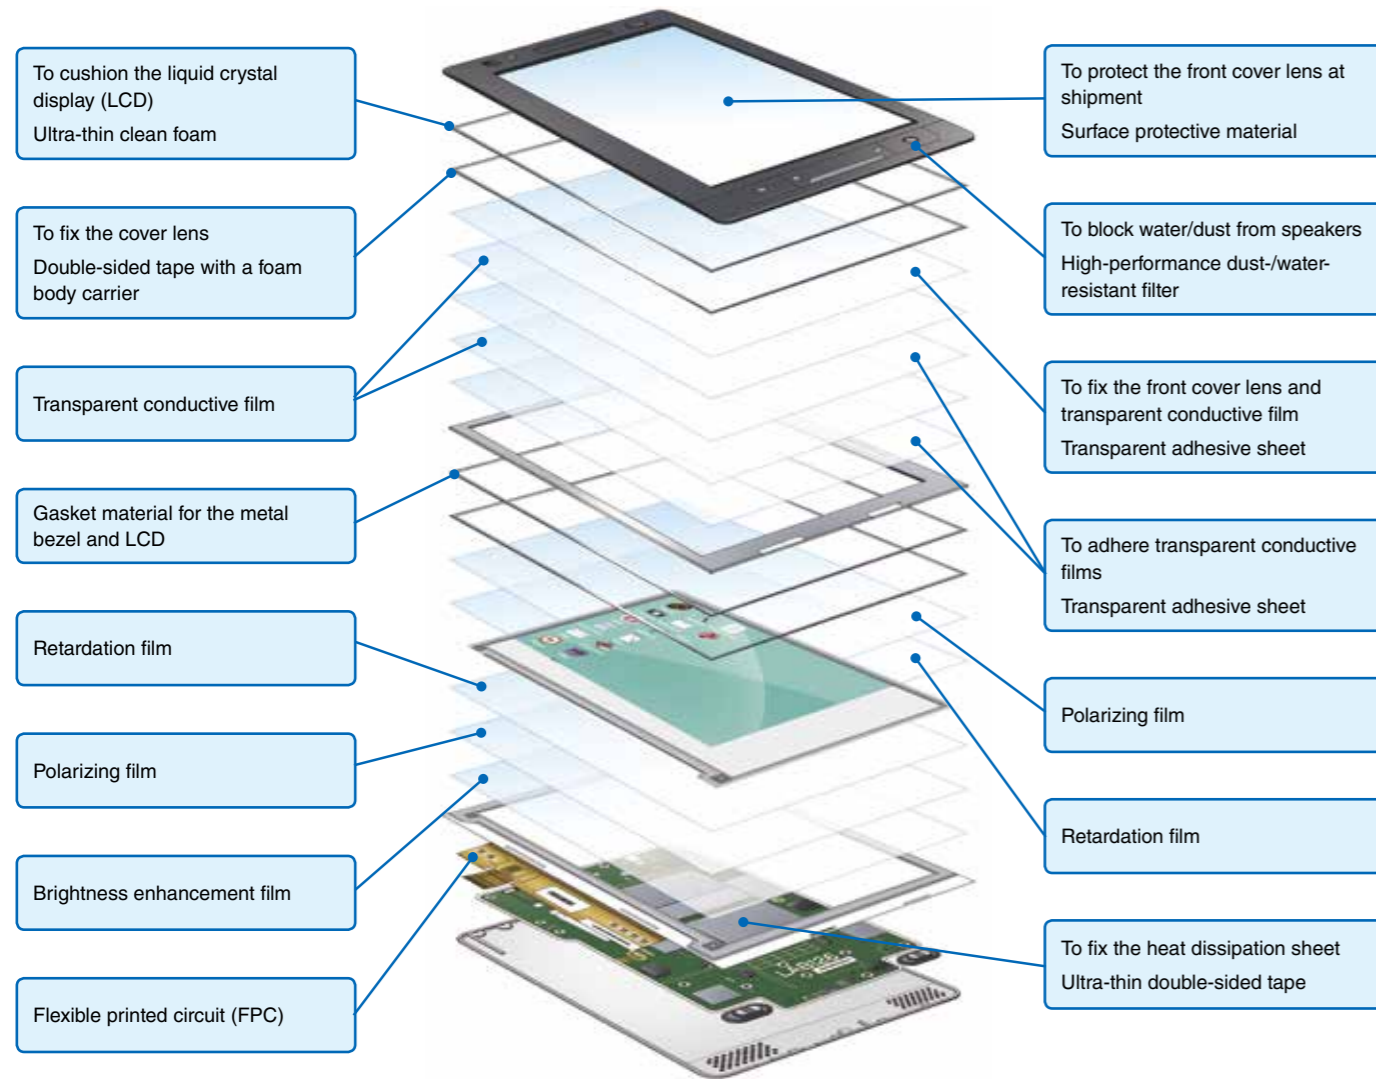 To cushion the liquid crystal
display (LCD)
Ultra-thin clean foam
To fix the cover lens
Double-sided tape with a foam
body carrier
Transparent conductive film
Gasket material for the metal
bezel and LCD
Retardation film
Polarizing film
Brightness enhancement film
Flexible printed circuit (FPC)
To protect the front cover lens at
shipment
Surface protective material
To block water/dust from speakers
High-performance dust-/water-
resistant filter
To fix the front cover lens and
transparent conductive film
Transparent adhesive sheet
To adhere transparent conductive
films
Transparent adhesive sheet
Polarizing film
Retardation film
To fix the heat dissipation sheet
Ultra-thin double-sided tape